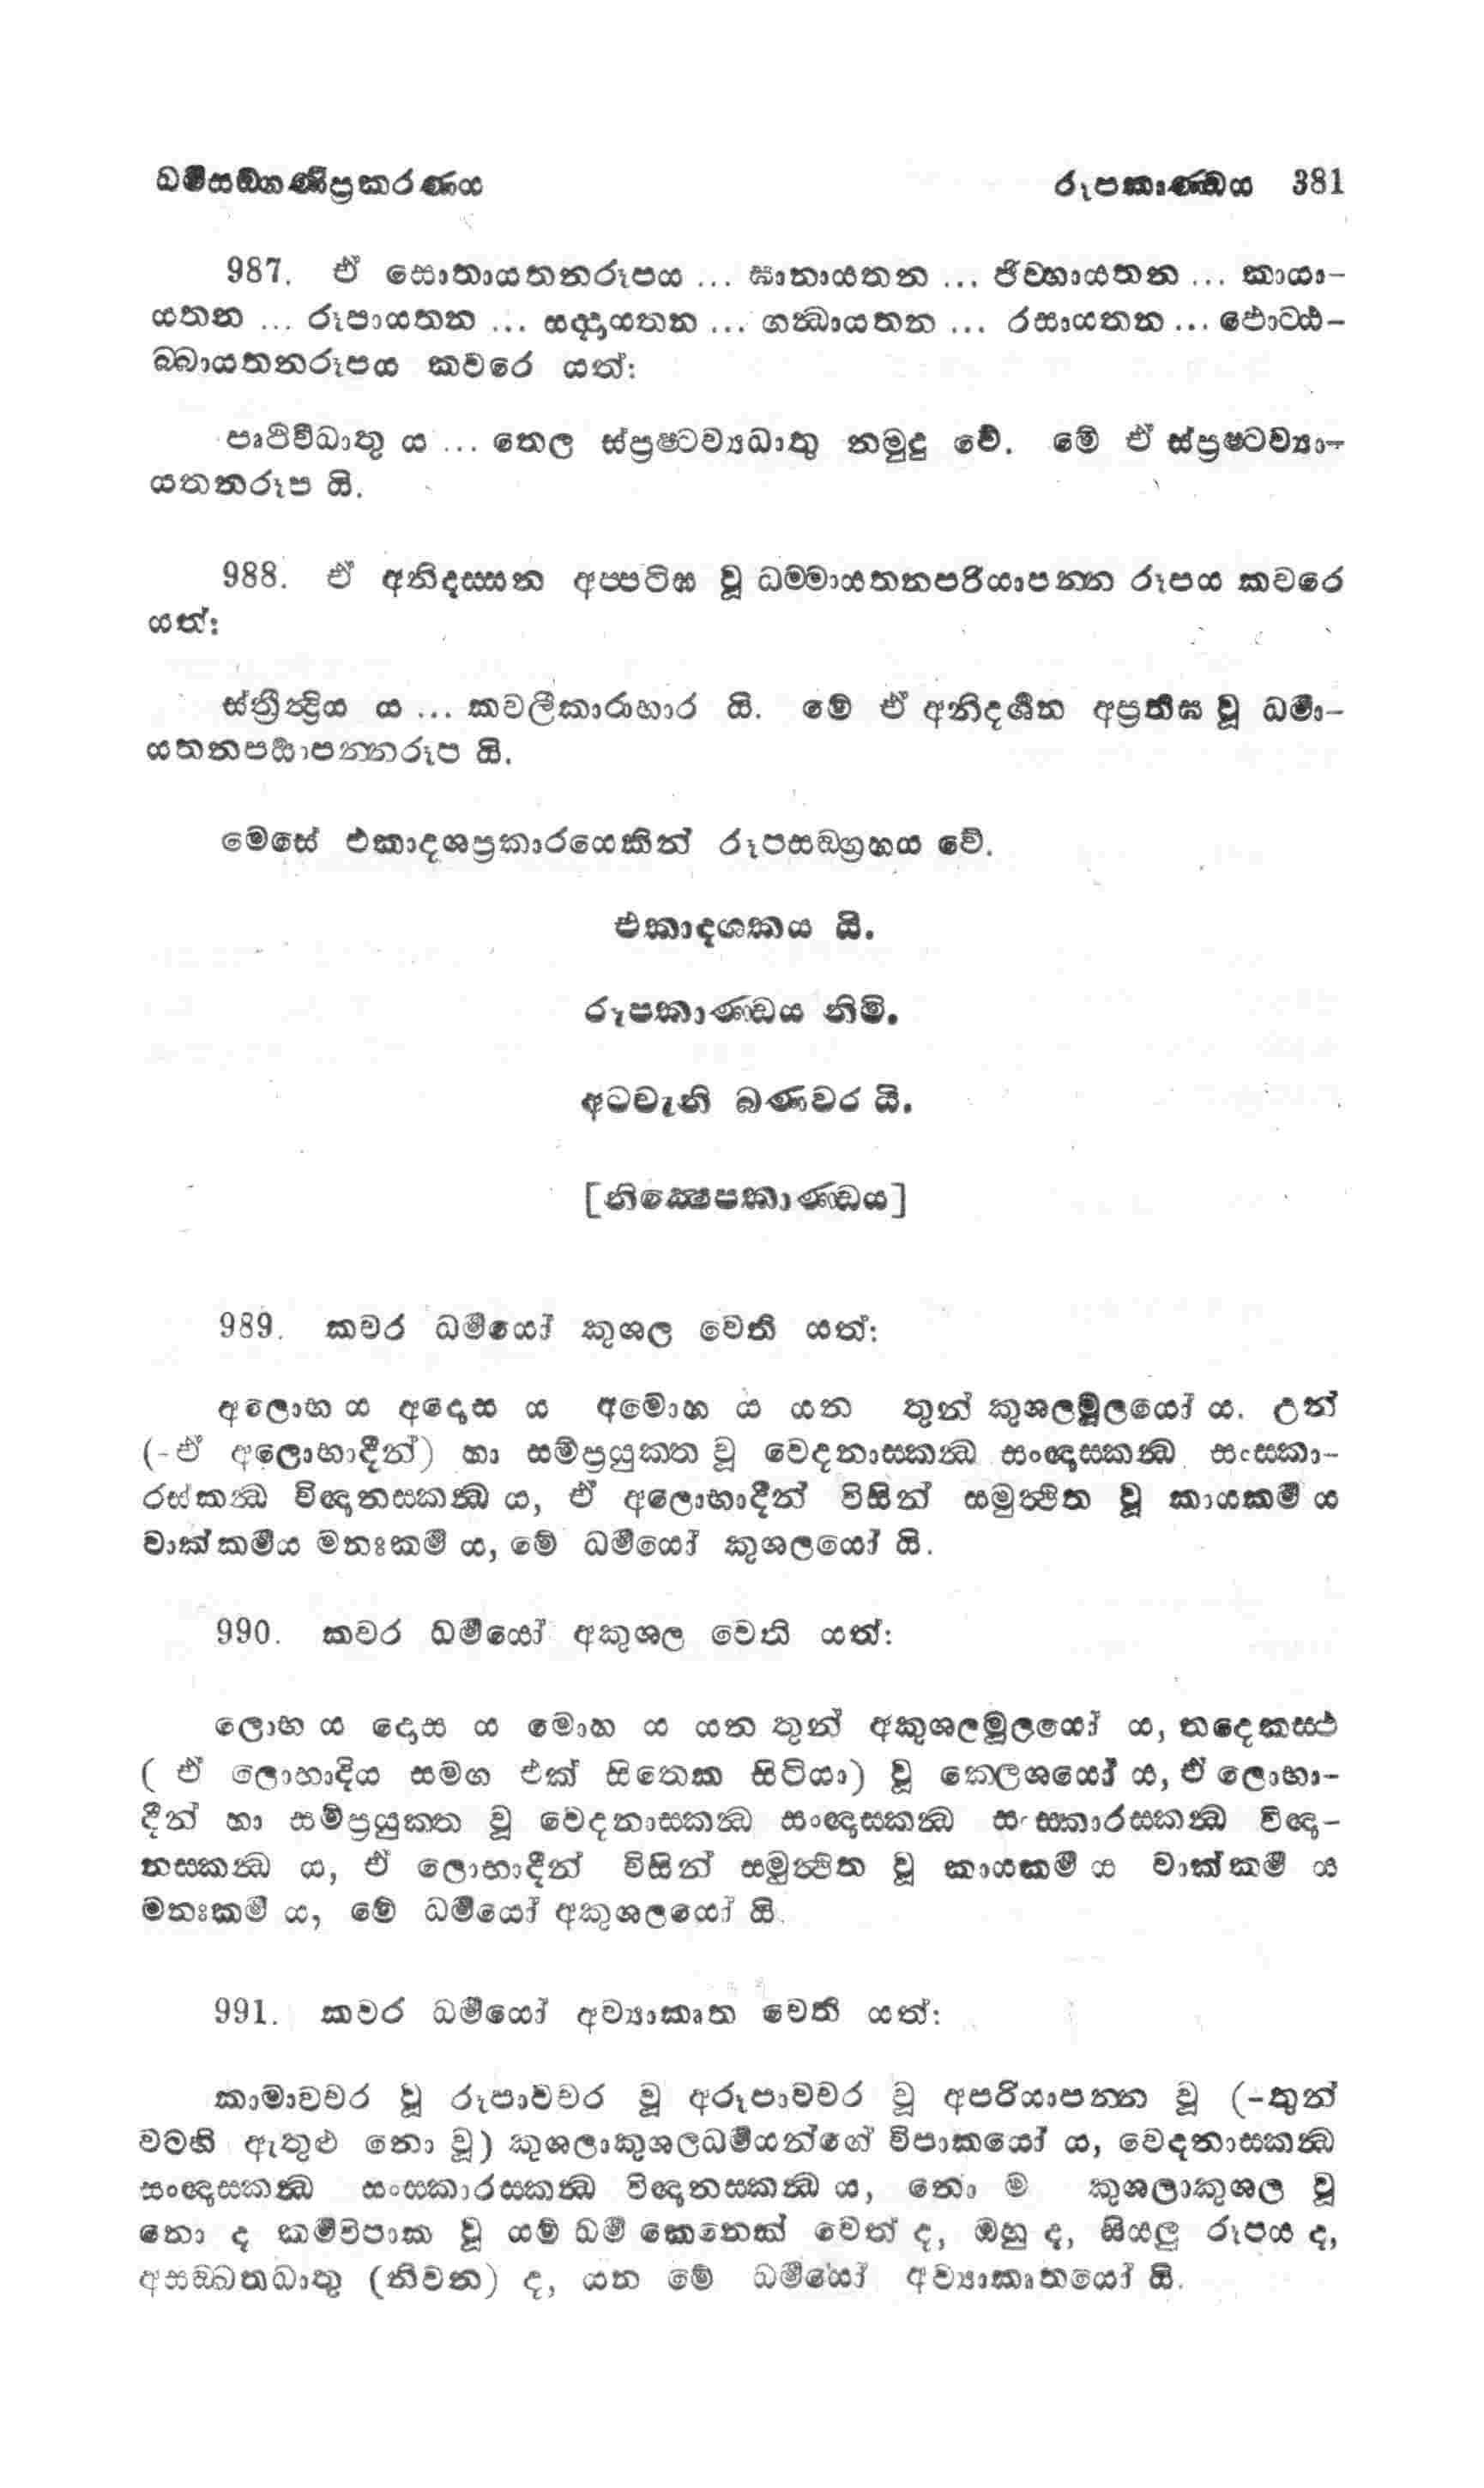 ධර්මසඞ්ගණිප්‍රකරණය රූපකාණ්ඩය 381
987. ඒ සොතායතනරූපය ... ඝානායතන ... ජිව්හායතන ... කායා-
යතන ... රූපායතන ... සද්දායතන ... ගන්ධායතන ... රසායතන ... ඵොට්ඨ-
බ්බායතනරූපය කවරෙ යත්:
පෘථිවීධාතු ය ... තෙල ස්ප්‍රෂ්ටව්‍යධාතු නමුදු වේ. මේ ඒ ස්ප්‍රෂ්ටව්‍යා-
යතනරූප යි.
988. ඒ අනිදස්සන අප්පටිඝ වූ ධම්මායතනපරියාපන්න රූපය කවරෙ
යත්:
ස්ත්‍රීන්ද්‍රිය ය ... කවලීකාරාහාර යි. මේ ඒ අනිදර්ශන අප්‍රතිඝ වූ ධර්මා-
යතනපර්‍ය්‍යාපන්නරූප යි.
මෙසේ එකාදශප්‍රකාරයෙකින් රූපසඞ්ග්‍රහය වේ.
එකාදශකය යි.
රූපකාණ්ඩය නිමි.
අටවැනි බණවර යි.
[නික්ෂෙපකාණ්ඩය]
989. කවර ධර්මයෝ කුශල වෙති යත්:
අලොභ ය අදොස ය අමොහ ය යන තුන් කුශලමූලයෝ ය. උන්
(-ඒ අලොභාදීන්) හා සම්ප්‍රයුක්ත වූ වෙදනාස්කන්ධ සංඥාස්කන්ධ සංස්කා-
රස්කන්ධ විඥානස්කන්ධ ය, ඒ අලොභාදීන් විසින් සමුත්ථිත වූ කායකර්ම ය
වාක්කර්මය මනඃකර්ම ය, මේ ධර්මයෝ කුශලයෝ යි.
990. කවර ධර්මයෝ අකුශල වෙති යත්:
ලොභ ය දොස ය මොහ ය යන තුන් අකුශලමූලයෝ ය, තදෙකස්ථ
( ඒ ලොභාදිය සමග එක් සිතෙක සිටියා) වූ කෙලශයෝ ය, ඒ ලොභා-
දීන් හා සම්ප්‍රයුක්ත වූ වෙදනාස්කන්ධ සංඥාස්කන්ධ සංස්කාරස්කන්ධ විඥා-
නස්කන්ධ ය, ඒ ලොභාදීන් විසින් සමුත්ථිත වූ කායකර්ම ය වාක්කර්ම ය
මනඃකර්ම ය, මේ ධර්මයෝ අකුශලයෝ යි.
991. කවර ධර්මයෝ අව්‍යාකෘත වෙති යත්:
කාමාවචර වූ රූපාවචර වූ අරූපාවචර වූ අපරියාපන්න වූ (-තුන්
වටහි ඇතුළු නො වූ) කුශලාකුශලධර්මයන්ගේ විපාකයෝ ය, වෙදනාස්කන්ධ
සංඥාස්කන්ධ සංස්කාරස්කන්ධ විඥානස්කන්ධ ය, නො ම කුශලාකුශල වූ
නො ද කර්මවිපාක වූ යම් ධර්ම කෙනෙක් වෙත් ද, ඔහු ද, සියලු රූපය ද,
අසඞ්ඛතධාතු (නිවන) ද, යන මේ ධර්මයෝ අව්‍යාකෘතයෝ යි.